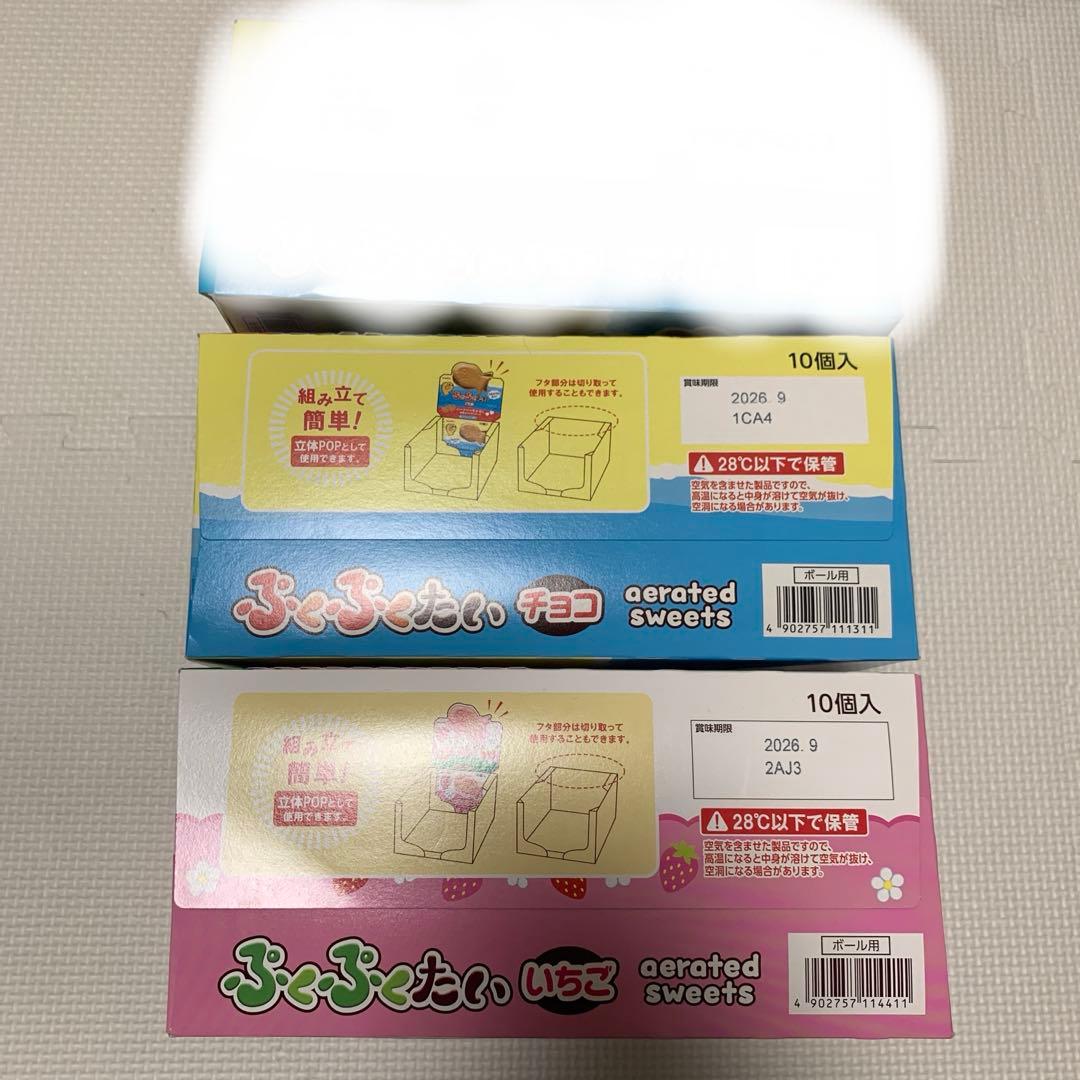 組み立て
簡単!
立体POPとして
使用できます。
フタ部分は切り取って
使用することもできます。
10個入
賞味期限
2026. 9
1CA4
28℃以下で保管
空気を含ませた製品ですので、
高温になると中身が溶けて空気が抜け、
空洞になる場合があります。
ぷくぷくたい チョコ
aerated
sweets
ボール用
4 902757 111311
組み立て
簡単!
立体POPとして
使用できます。
フタ部分は切り取って
使用することもできます。
10個入
賞味期限
2026. 9
2AJ3
28℃以下で保管
空気を含ませた製品ですので、
高温になると中身が溶けて空気が抜け、
空洞になる場合があります。
ぷくぷくたい いちご
aerated
sweets
ボール用
4 902757 114411